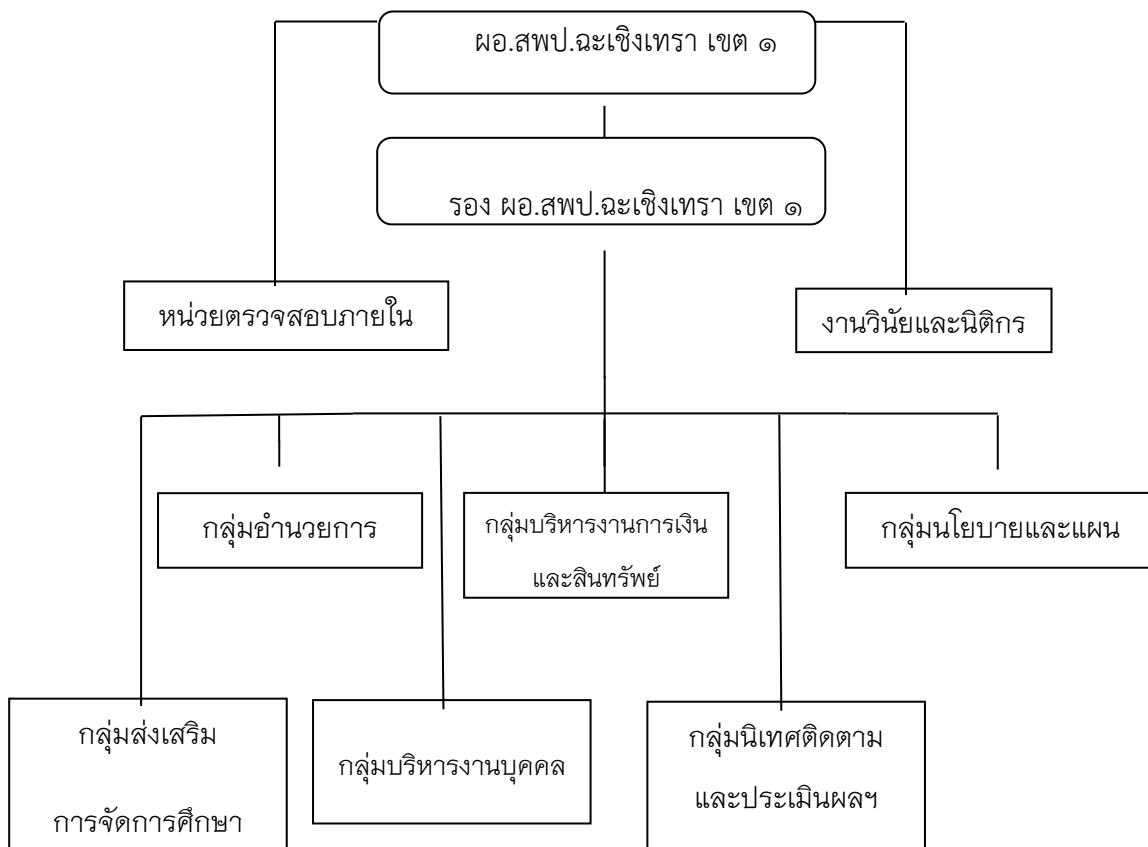 ผอ.สพป.ฉะเชิงเทรา เขต ๑
รอง ผอ.สพป.ฉะเชิงเทรา เขต ๑
หน่วยตรวจสอบภายใน
งานวินัยและนิติกร
กลุ่มอำนวยการ
กลุ่มบริหารงานการเงิน
และสินทรัพย์
กลุ่มนโยบายและแผน
กลุ่มส่งเสริม
การจัดการศึกษา
กลุ่มบริหารงานบุคคล
กลุ่มนิเทศติดตาม
และประเมินผลฯ